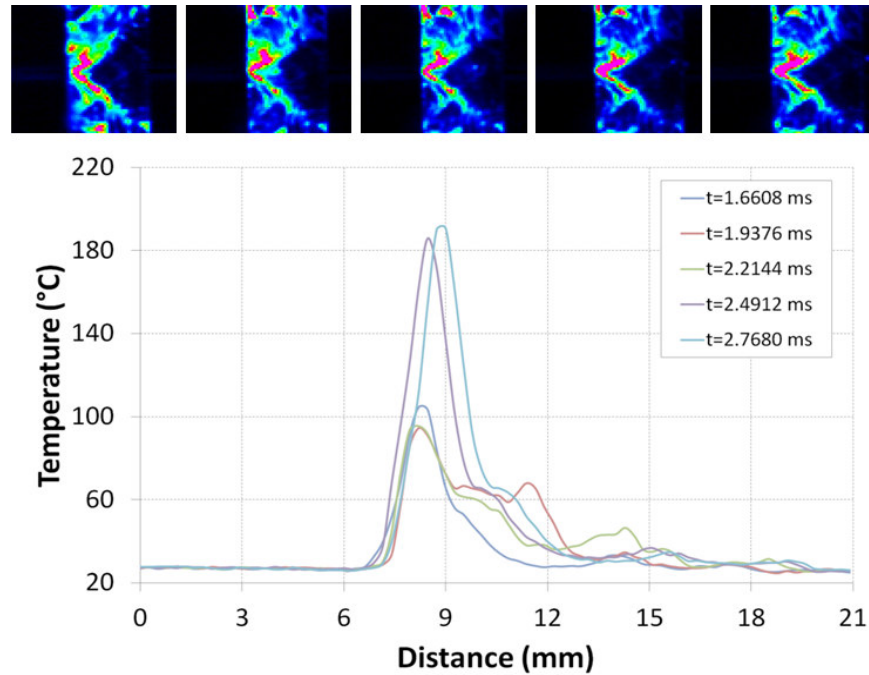 220
180
140
100
60
20
Temperature (°C)
t=1.6608 ms
t=1.9376 ms
t=2.2144 ms
t=2.4912 ms
t=2.7680 ms
0 3 6 9 12 15 18 21
Distance (mm)